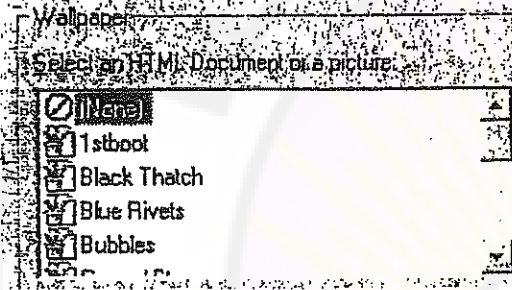 Wallpaper
Select an HTML Document or a picture:
(None)
1stboot
Black Thatch
Blue Rivets
Bubbles